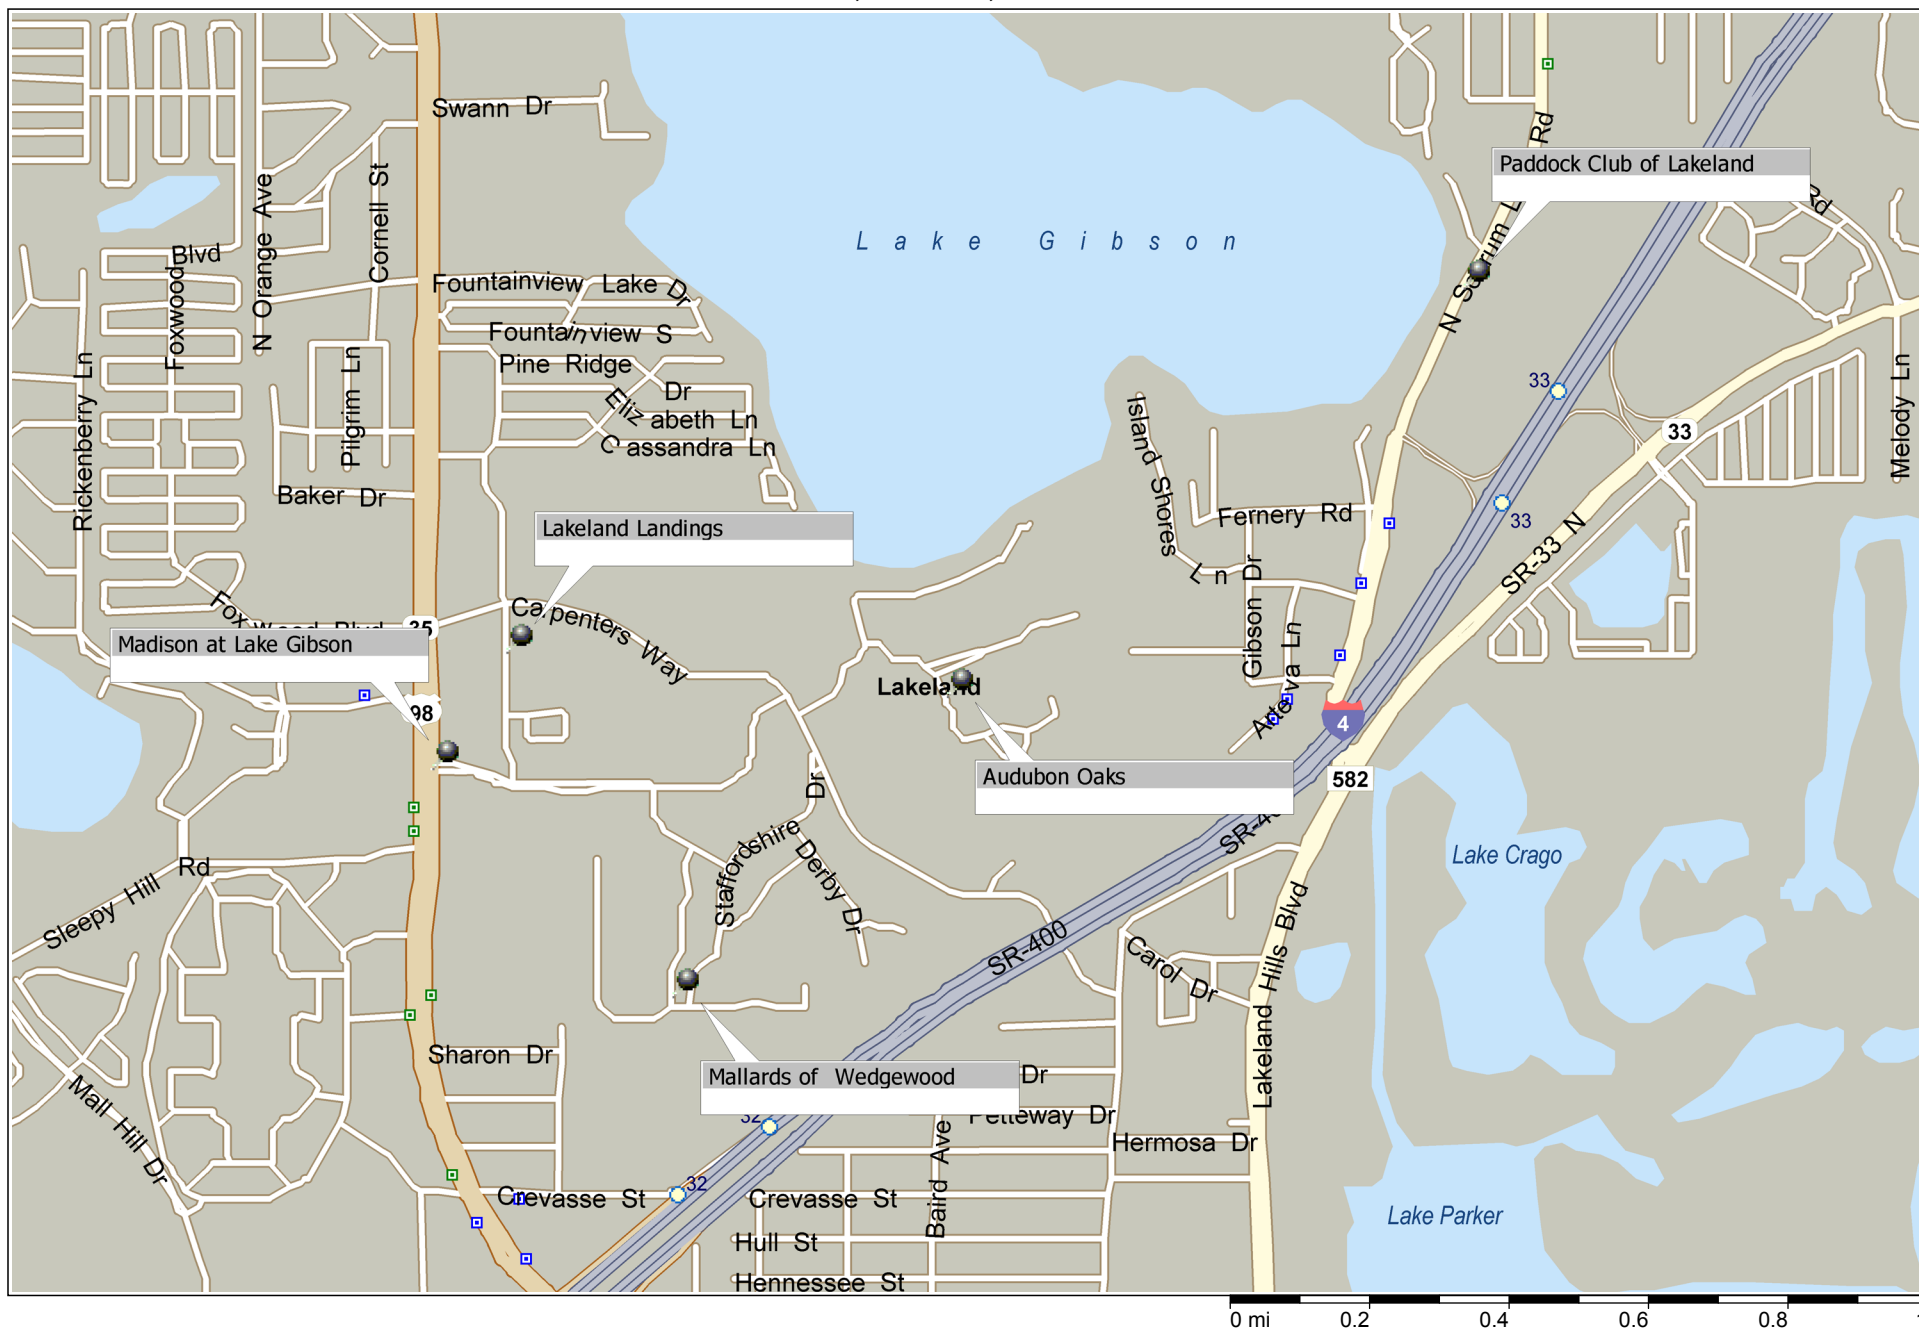 Swann Dr
Rd
Paddock Club of Lakeland
Rd
N Orange Ave
Cornell St
Blvd
Foxwood
Lake Gibson
Fountainview Lake Dr
Fountainview S
Pine Ridge
Dr
Elizabeth Ln
Cassandra Ln
Rickenberry Ln
Pilgrim Ln
Baker Dr
N
33
33
Melody Ln
33
SR-33 N
Island Shores
Ln
Fernery Rd
Gibson Dr
Lakeland Landings
Carpenters Way
Foxwood Blvd
35
Madison at Lake Gibson
98
Lakeland
Audubon Oaks
4
582
Staffordshire Dr
Derby Dr
Sleepy Hill Rd
Lake Crago
SR-400
Carol Dr
Lakeland Hills Blvd
Sharon Dr
Mallards of Wedgewood
Dr
Petteway Dr
Hermosa Dr
Mall Hill Dr
32
32
Crevasse St
Crevasse St
Baird Ave
Hull St
Hennessee St
Lake Parker
0 mi 0.2 0.4 0.6 0.8